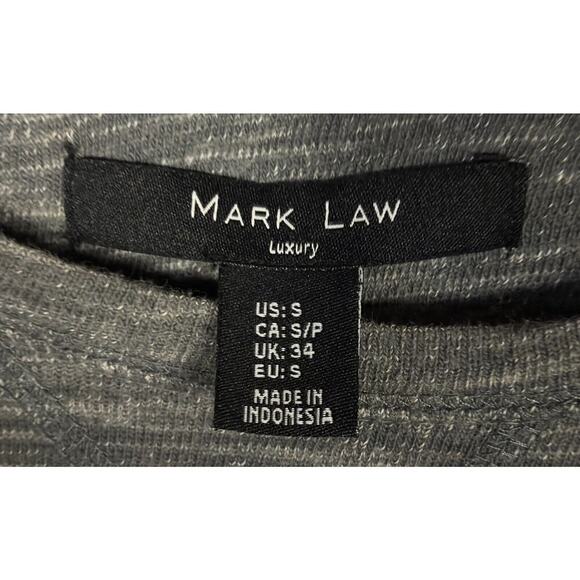 MARK LAW
Luxury
US: S
CA: S/P
UK: 34
EU: S
MADE IN
INDONESIA